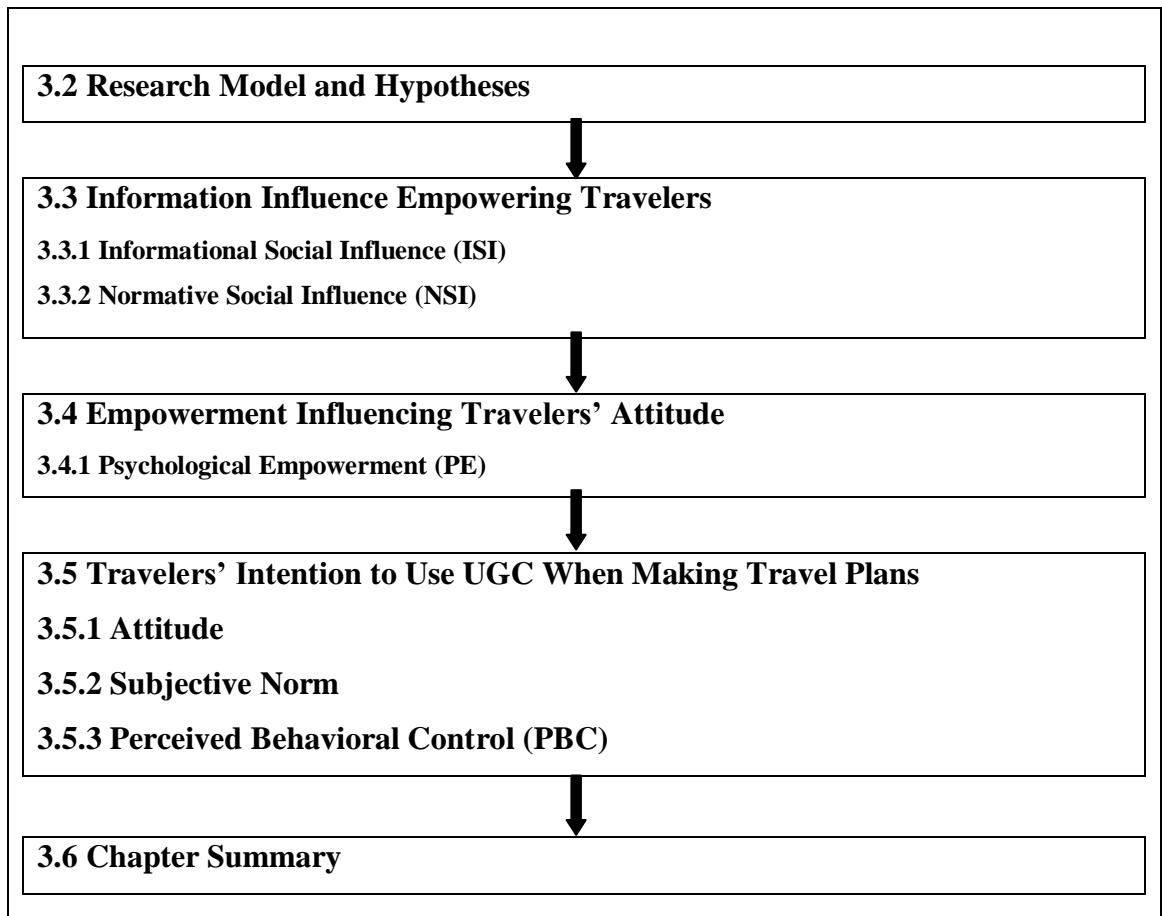 3.2 Research Model and Hypotheses
3.3 Information Influence Empowering Travelers
3.3.1 Informational Social Influence (ISI)
3.3.2 Normative Social Influence (NSI)
3.4 Empowerment Influencing Travelers’ Attitude
3.4.1 Psychological Empowerment (PE)
3.5 Travelers’ Intention to Use UGC When Making Travel Plans
3.5.1 Attitude
3.5.2 Subjective Norm
3.5.3 Perceived Behavioral Control (PBC)
3.6 Chapter Summary